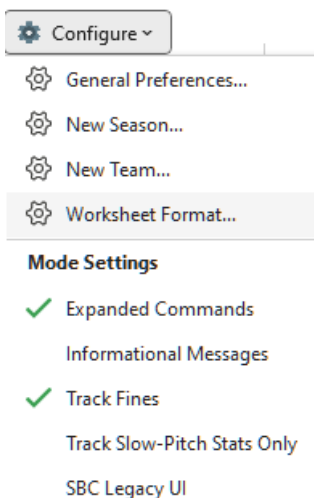 Configure
General Preferences...
New Season...
New Team...
Worksheet Format...
Mode Settings
Expanded Commands
Informational Messages
Track Fines
Track Slow-Pitch Stats Only
SBC Legacy UI